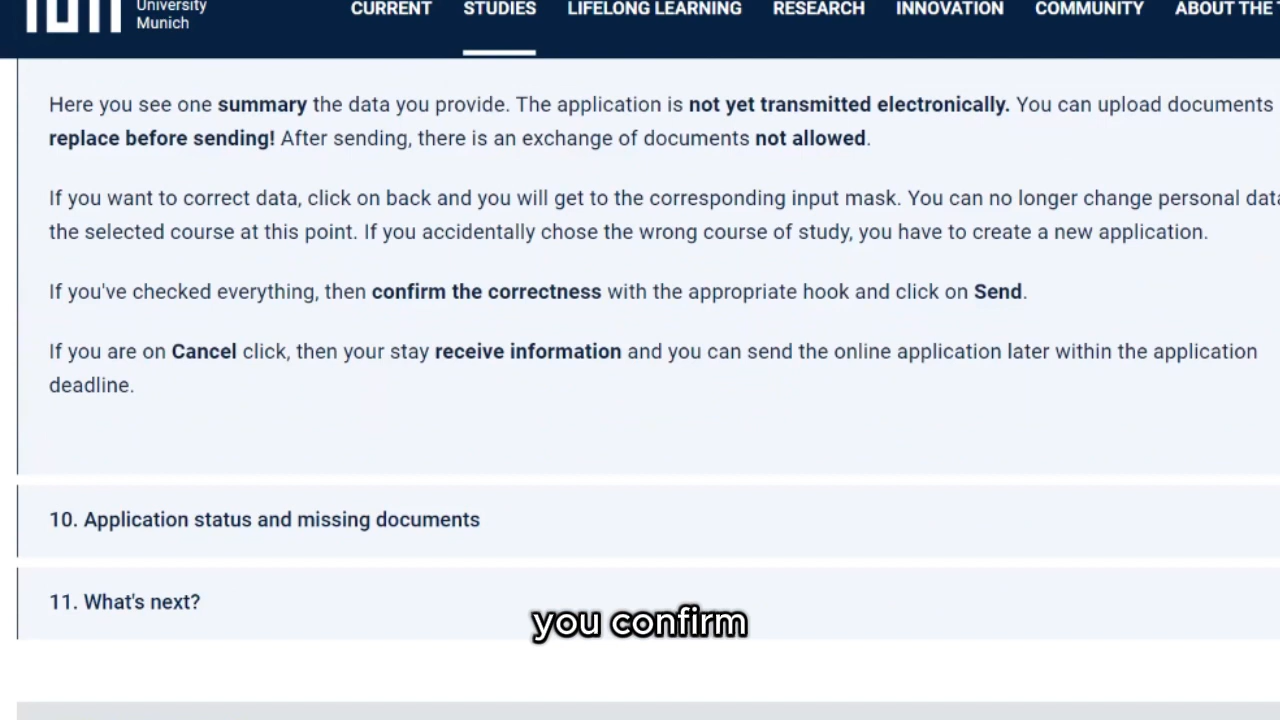 University
Munich
CURRENT STUDIES LIFELONG LEARNING RESEARCH INNOVATION COMMUNITY ABOUT THE
Here you see one summary the data you provide. The application is not yet transmitted electronically. You can upload documents
replace before sending! After sending, there is an exchange of documents not allowed.
If you want to correct data, click on back and you will get to the corresponding input mask. You can no longer change personal data
the selected course at this point. If you accidentally chose the wrong course of study, you have to create a new application.
If you've checked everything, then confirm the correctness with the appropriate hook and click on Send.
If you are on Cancel click, then your stay receive information and you can send the online application later within the application
deadline.
10. Application status and missing documents
11. What's next?
you confirm